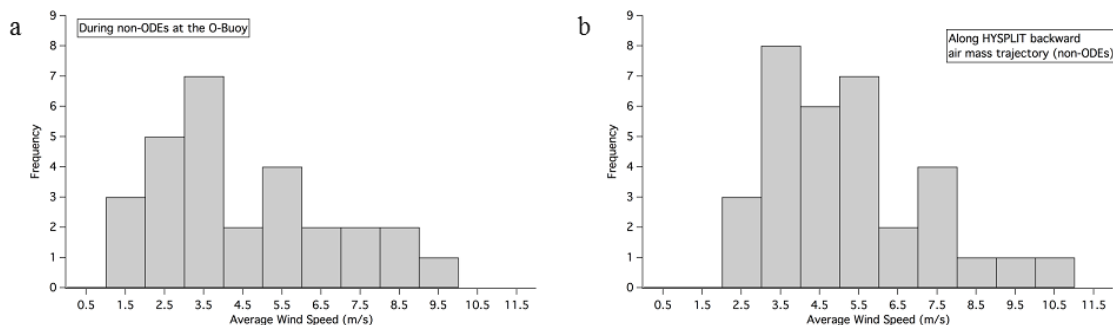 a
During non-ODEs at the O-Buoy
9
8
7
6
5
4
3
2
1
0
Frequency
0.5 1.5 2.5 3.5 4.5 5.5 6.5 7.5 8.5 9.5 10.5 11.5
Average Wind Speed (m/s)
b
Along HYSPLIT backward
air mass trajectory (non-ODEs)
9
8
7
6
5
4
3
2
1
0
Frequency
0.5 1.5 2.5 3.5 4.5 5.5 6.5 7.5 8.5 9.5 10.5 11.5
Average Wind Speed (m/s)